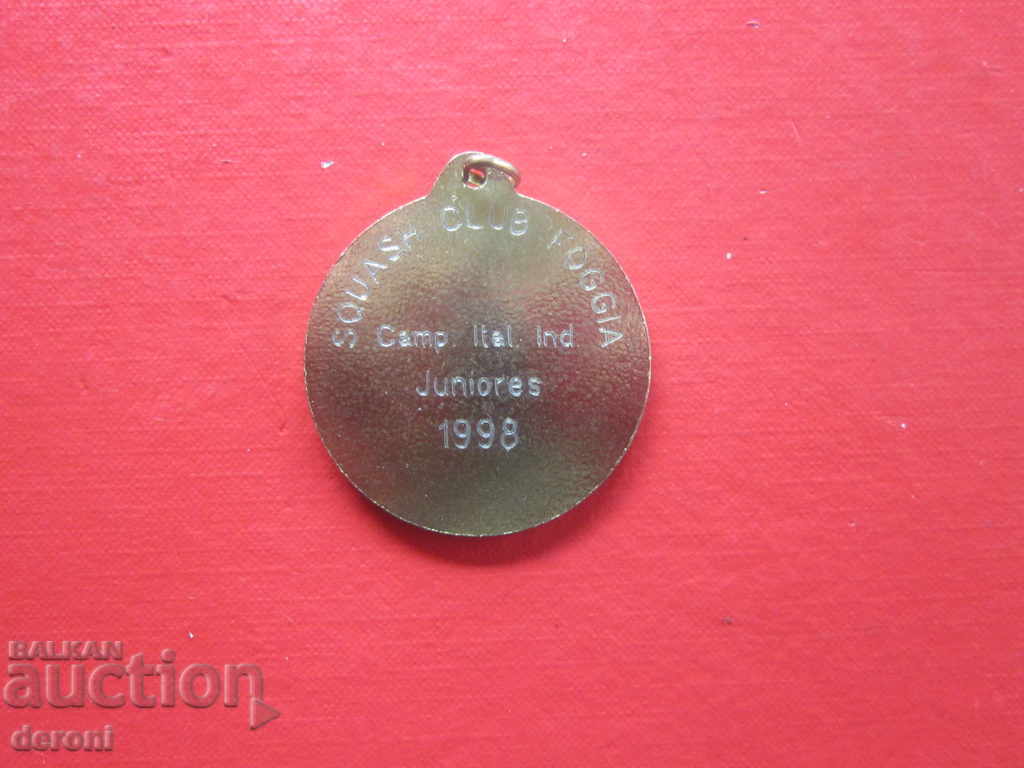 SQUASH CLUB FOGGIA
Camp. Ital. Ind
Juniores
1998
BALKAN
auction
deroni